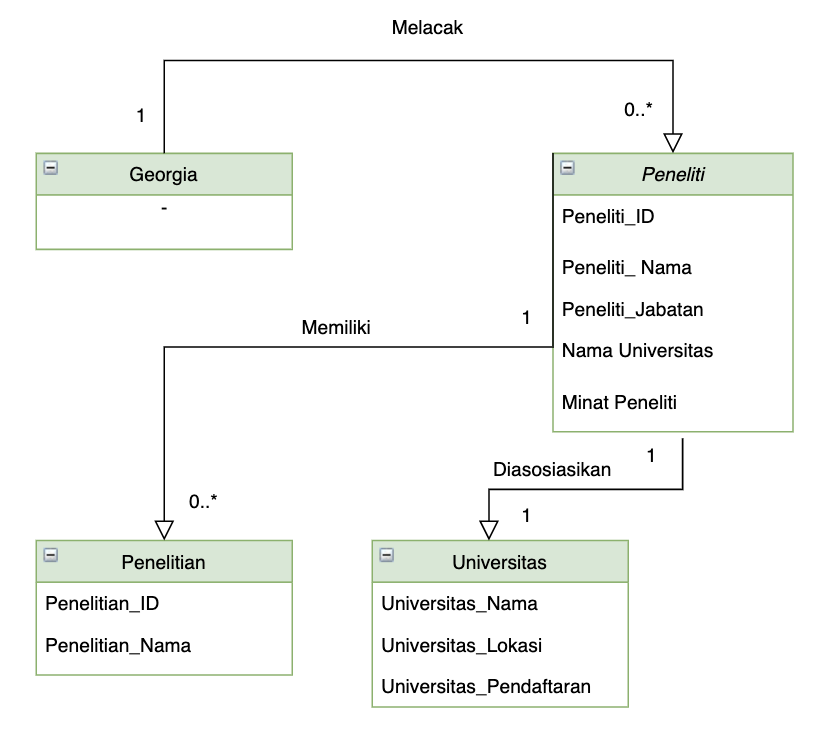 Melacak
1
0..*
Georgia
-
Peneliti
Peneliti_ID
Peneliti_ Nama
Peneliti_Jabatan
Nama Universitas
Minat Peneliti
Memiliki
1
0..*
Diasosiasikan
1
1
Penelitian
Penelitian_ID
Penelitian_Nama
Universitas
Universitas_Nama
Universitas_Lokasi
Universitas_Pendaftaran